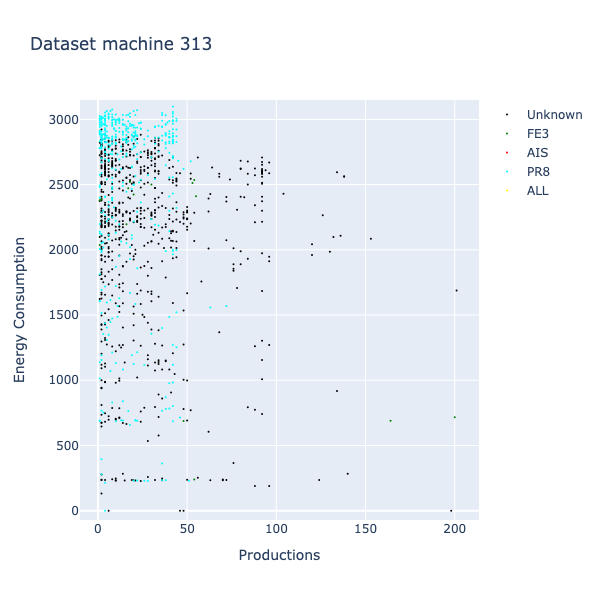 Dataset machine 313
3000
2500
2000
1500
1000
500
0
Energy Consumption
0
50
100
150
200
Productions
Unknown
FE3
AIS
PR8
ALL